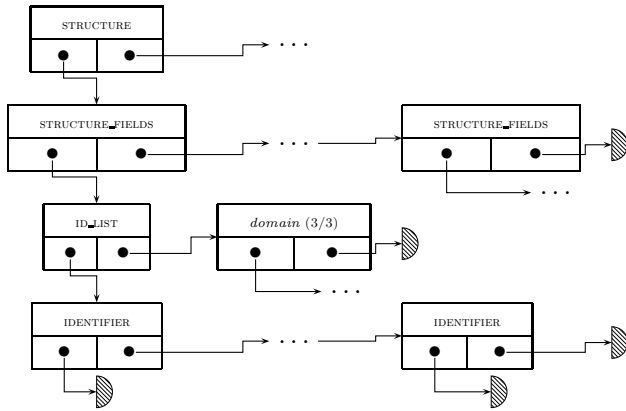 STRUCTURE
. . .
STRUCTURE_FIELDS
. . .
STRUCTURE_FIELDS
. . .
ID_LIST
domain (3/3)
. . .
IDENTIFIER
. . .
IDENTIFIER